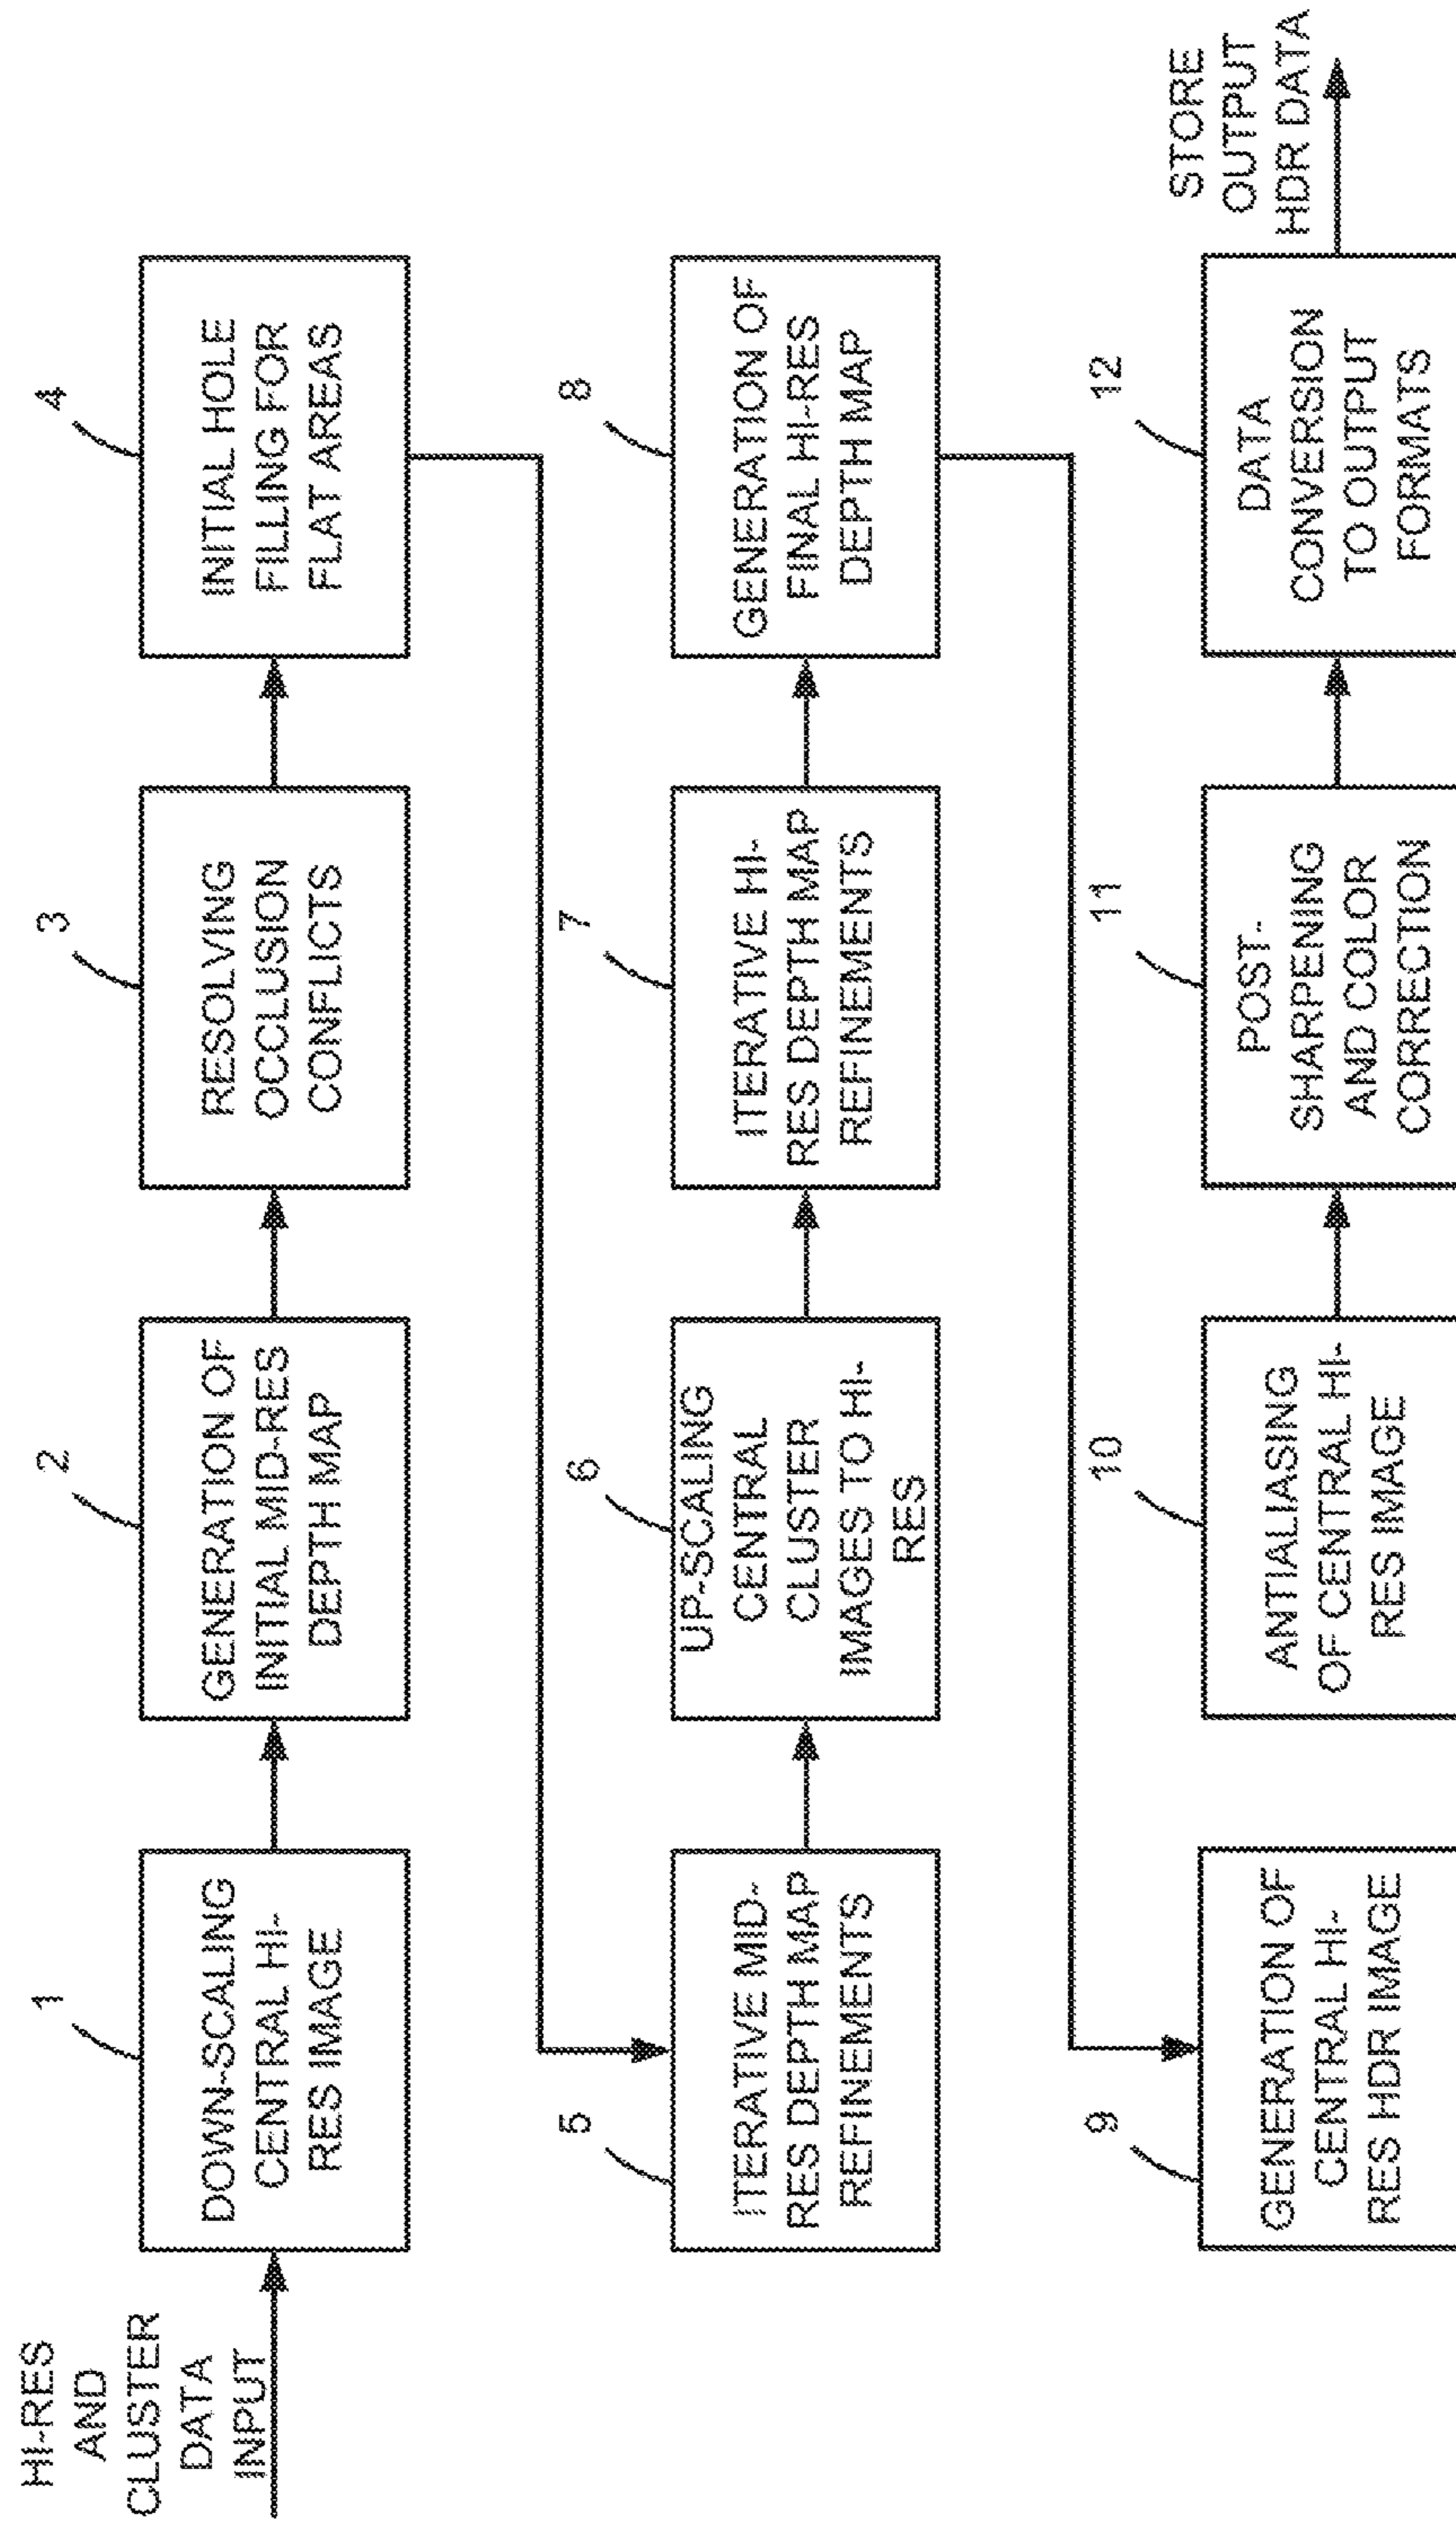 HI-RES
AND
CLUSTER
DATA
INPUT
1
DOWN-SCALING
CENTRAL HI-
RES IMAGE
2
GENERATION OF
INITIAL MID-RES
DEPTH MAP
3
RESOLVING
OCCLUSION
CONFLICTS
4
INITIAL HOLE
FILLING FOR
FLAT AREAS
5
ITERATIVE MID-
RES DEPTH MAP
REFINEMENTS
6
UP-SCALING
CENTRAL
CLUSTER
IMAGES TO HI-
RES
7
ITERATIVE HI-
RES DEPTH MAP
REFINEMENTS
8
GENERATION OF
FINAL HI-RES
DEPTH MAP
9
GENERATION OF
CENTRAL HI-
RES HDR IMAGE
10
ANTIALIASING
OF CENTRAL HI-
RES IMAGE
11
POST-
SHARPENING
AND COLOR
CORRECTION
12
DATA
CONVERSION
TO OUTPUT
FORMATS
STORE
OUTPUT
HDR DATA